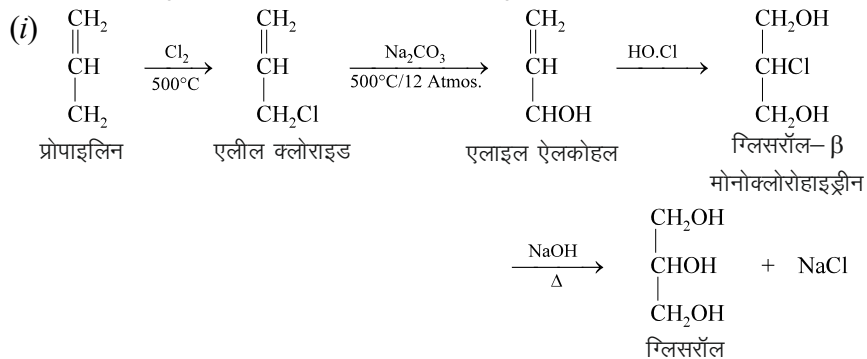 (i) CH₂ CH₂ CH₂ CH₂OH
Cl₂ Na₂CO₃ HO.Cl
CH CH CH CHCl
500°C 500°C/12 Atmos.
CH₂ CH₂Cl CHOH CH₂OH
प्रोपाइलिन एलील क्लोराइड एलाइल ऐलकोहल ग्लिसरॉल– β
मोनोक्लोरोहाइड्रीन
CH₂OH
NaOH
CHOH + NaCl
Δ
CH₂OH
ग्लिसरॉल